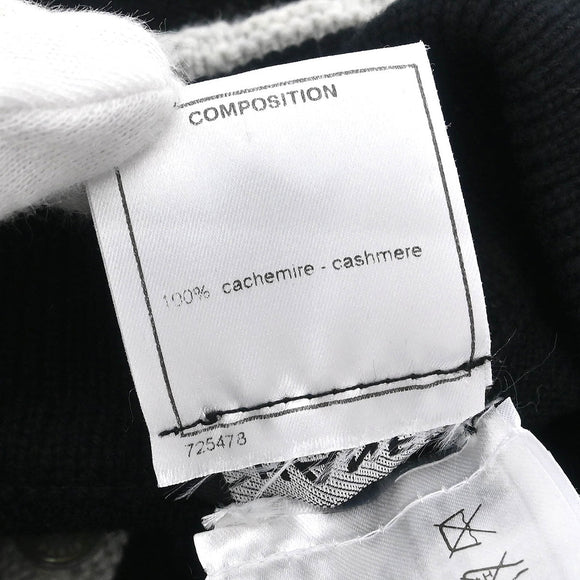 COMPOSITION
100% cachemire - cashmere
725478